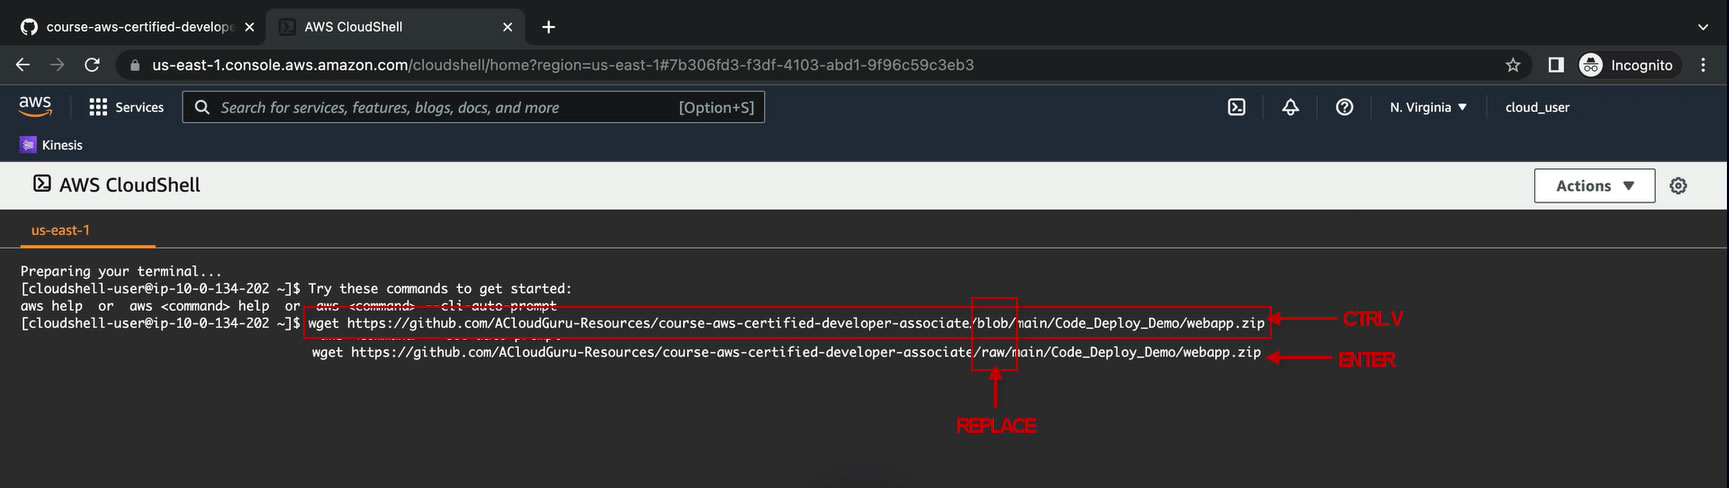 course-aws-certified-develope
AWS CloudShell
us-east-1.console.aws.amazon.com/cloudshell/home?region=us-east-1#7b306fd3-f3df-4103-abd1-9f96c59c3eb3
Incognito
aws
Services
Search for services, features, blogs, docs, and more
[Option+S]
N. Virginia
cloud_user
Kinesis
AWS CloudShell
Actions
us-east-1
Preparing your terminal...
[cloudshell-user@ip-10-0-134-202 ~]$ Try these commands to get started:
aws help or aws <command> help or aws <command> --cli-auto-prompt
[cloudshell-user@ip-10-0-134-202 ~]$ wget https://github.com/ACloudGuru-Resources/course-aws-certified-developer-associate/blob/main/Code_Deploy_Demo/webapp.zip
CTRL V
wget https://github.com/ACloudGuru-Resources/course-aws-certified-developer-associate/raw/main/Code_Deploy_Demo/webapp.zip
ENTER
REPLACE